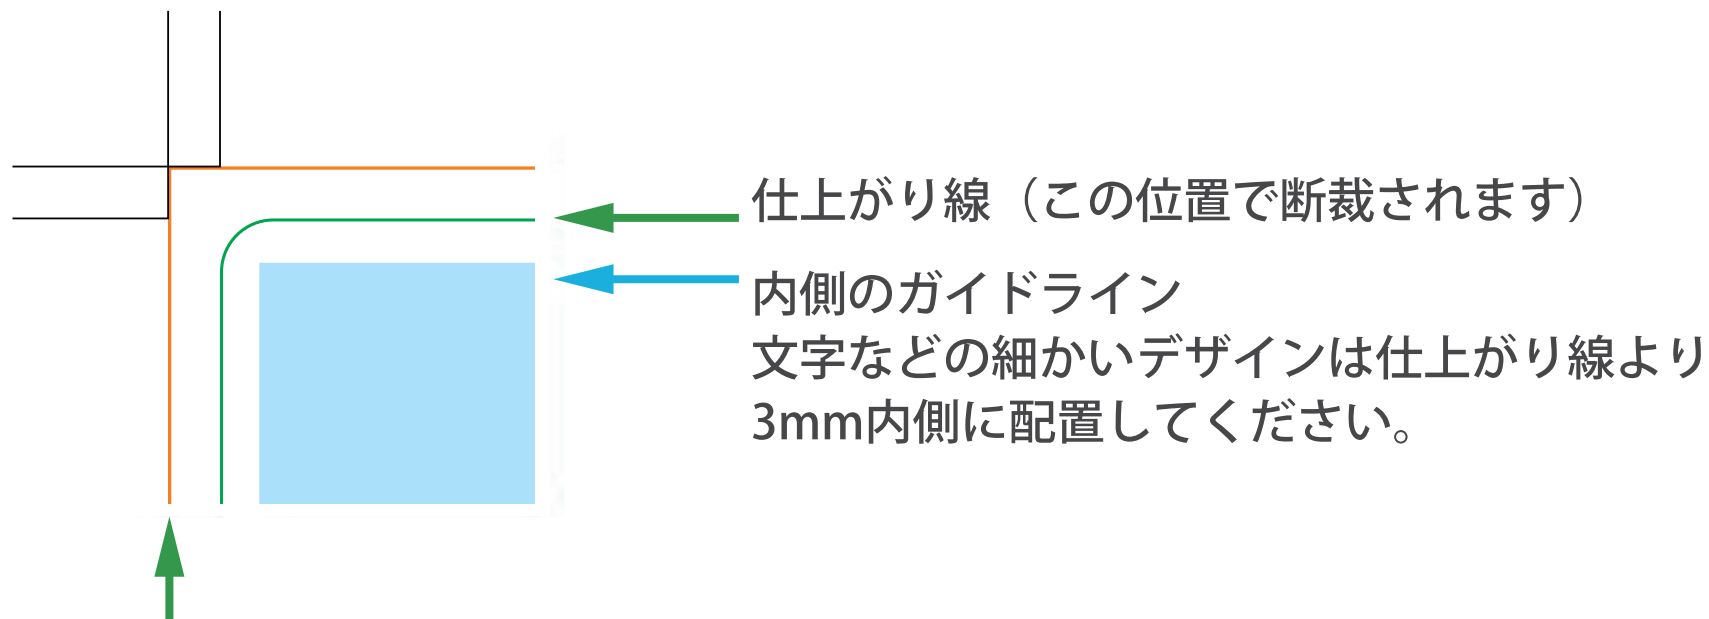 仕上がり線（この位置で断裁されます）
内側のガイドライン
文字などの細かいデザインは仕上がり線より
3mm内側に配置してください。